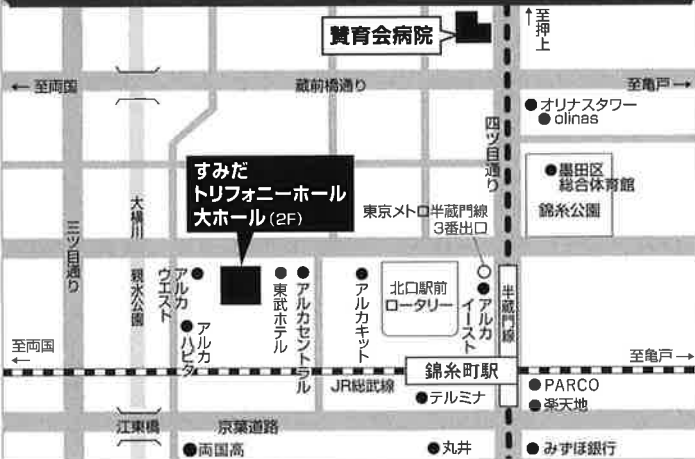 賛育会病院
↑至押上
←至両国
蔵前橋通り
至亀戸→
●オリナスタワー
●olinas
四ツ目通り
●墨田区
総合体育館
錦糸公園
すみだ
トリフォニーホール
大ホール(2F)
東京メトロ半蔵門線
3番出口
三ツ目通り
大横川
親水公園
アルカ
ウエスト
アルカ
ハビタ
東武ホテル
アルカセントラル
アルカキット
北口駅前
ロータリー
アルカ
イースト
半蔵門線
至両国
←
至亀戸
→
錦糸町駅
JR総武線
●テルミナ
●PARCO
●楽天地
江東橋
京葉道路
●両国高
●丸井
●みずほ銀行